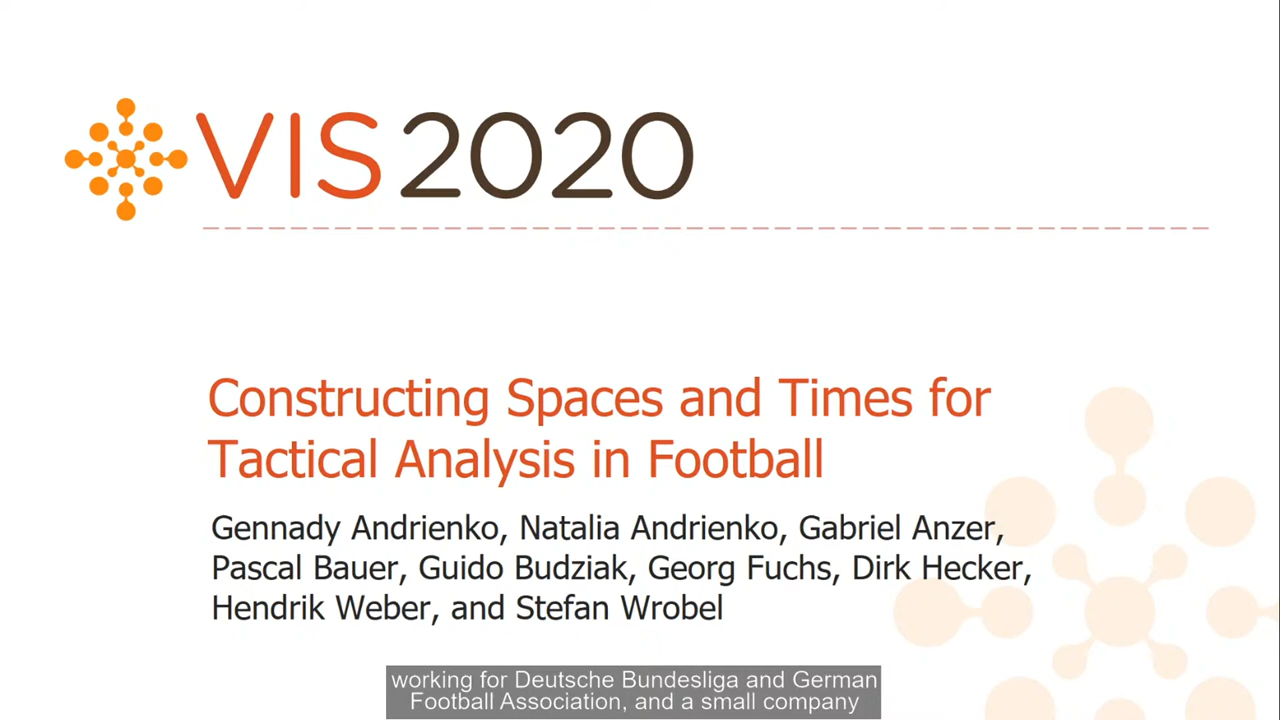 VIS2020
Constructing Spaces and Times for
Tactical Analysis in Football
Gennady Andrienko, Natalia Andrienko, Gabriel Anzer,
Pascal Bauer, Guido Budziak, Georg Fuchs, Dirk Hecker,
Hendrik Weber, and Stefan Wrobel
working for Deutsche Bundesliga and German
Football Association, and a small company